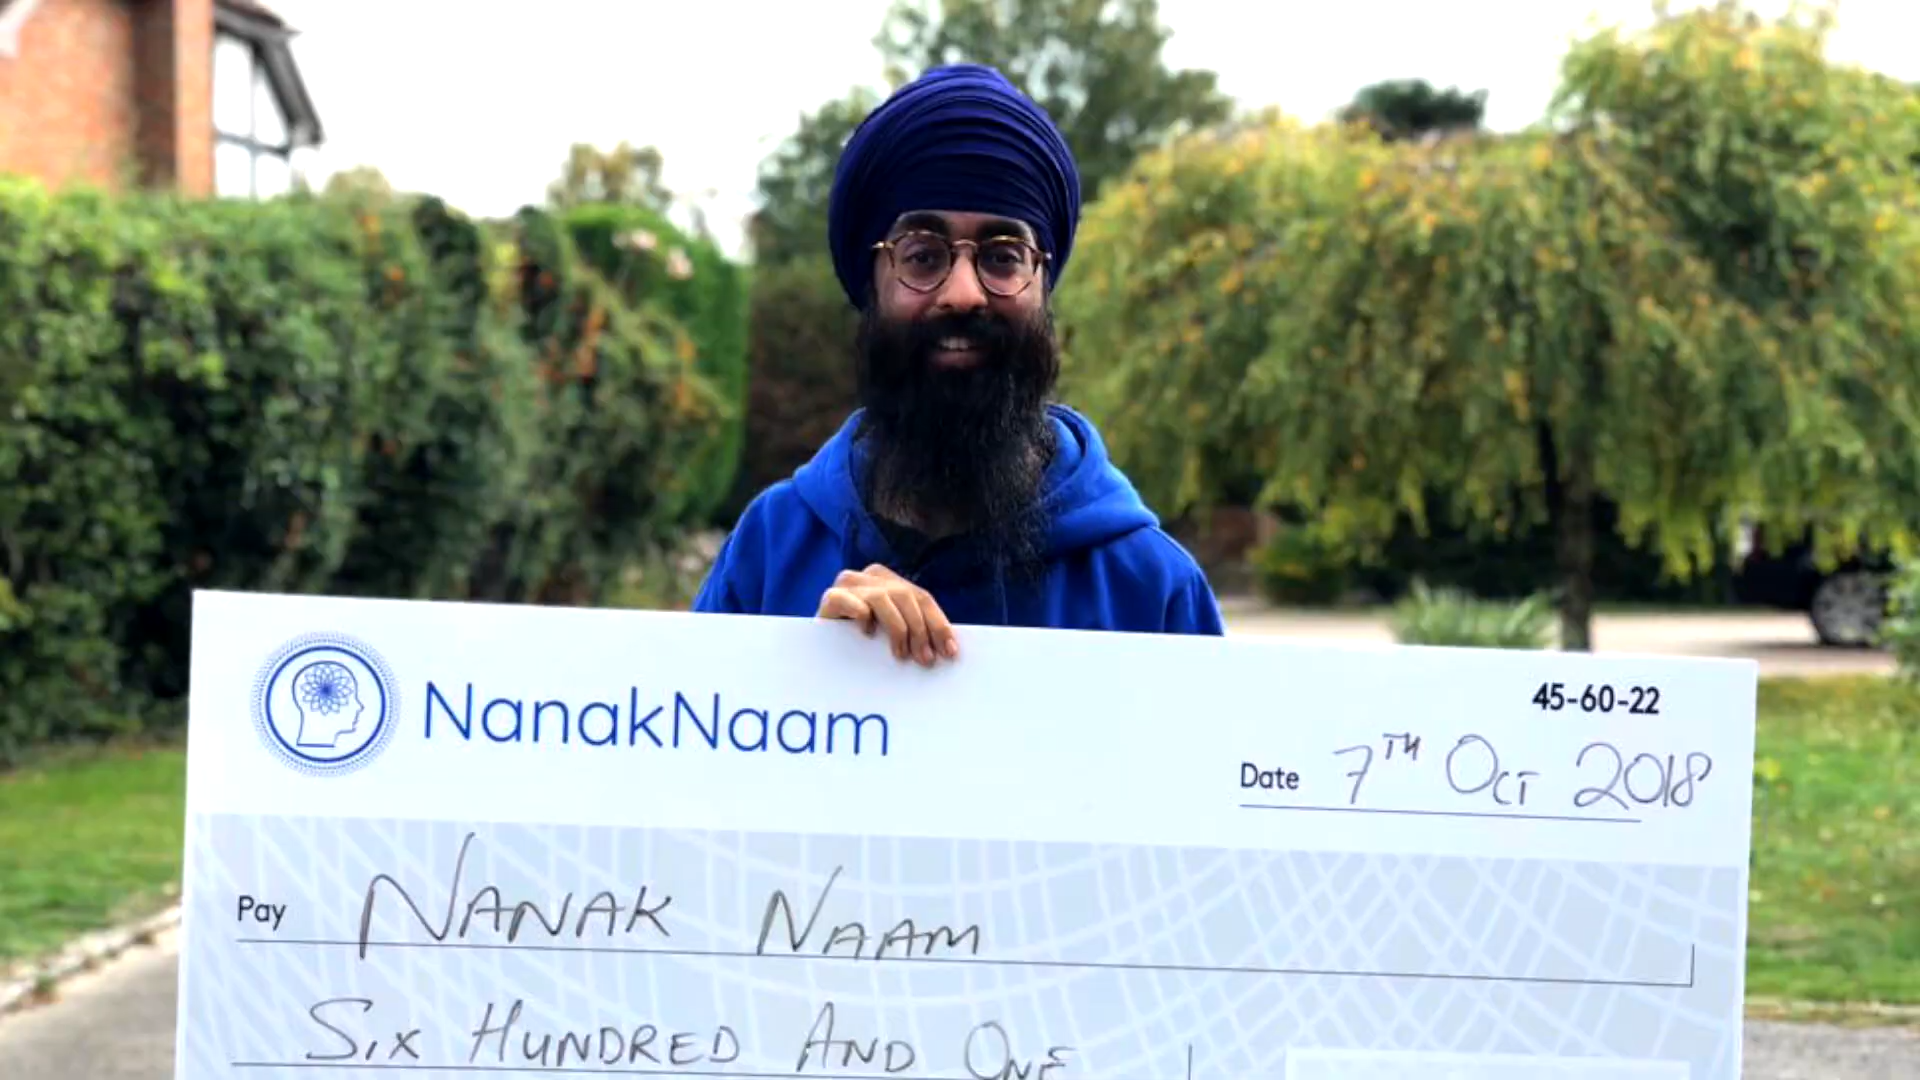 NanakNaam
45-60-22
Date 7TH OCT 2018
Pay NANAK NAAM
SIX HUNDRED AND ONE